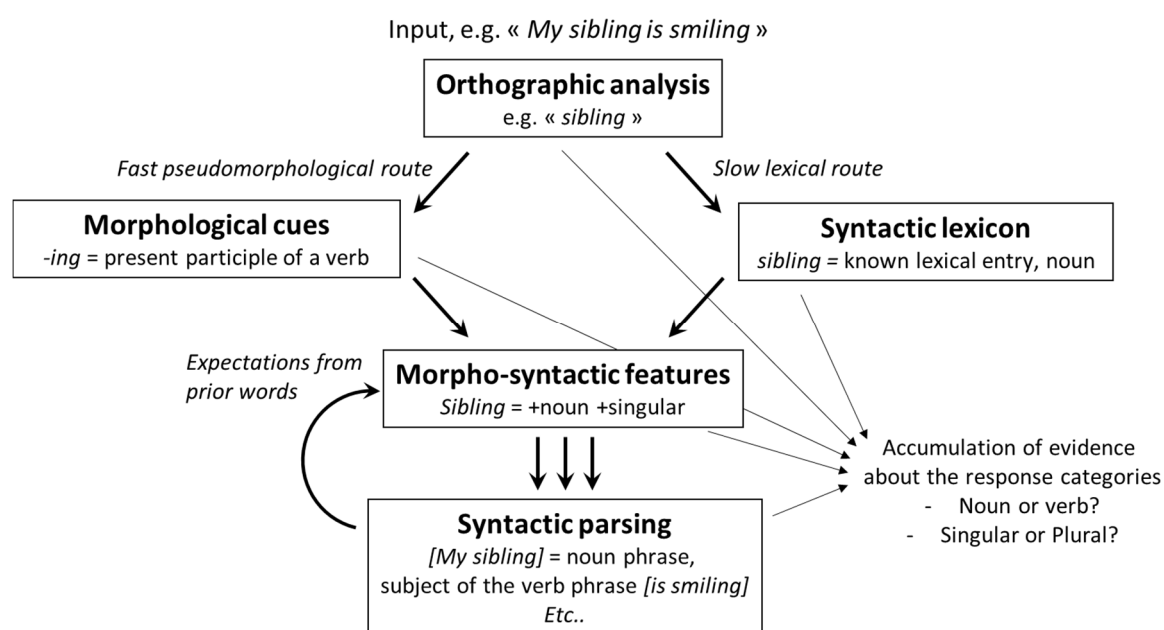 Input, e.g. « My sibling is smiling »
Orthographic analysis
e.g. « sibling »
Fast pseudomorphological route
Slow lexical route
Morphological cues
-ing = present participle of a verb
Syntactic lexicon
sibling = known lexical entry, noun
Expectations from
prior words
Morpho-syntactic features
Sibling = +noun +singular
Accumulation of evidence
about the response categories
- Noun or verb?
- Singular or Plural?
Syntactic parsing
[My sibling] = noun phrase,
subject of the verb phrase [is smiling]
Etc..